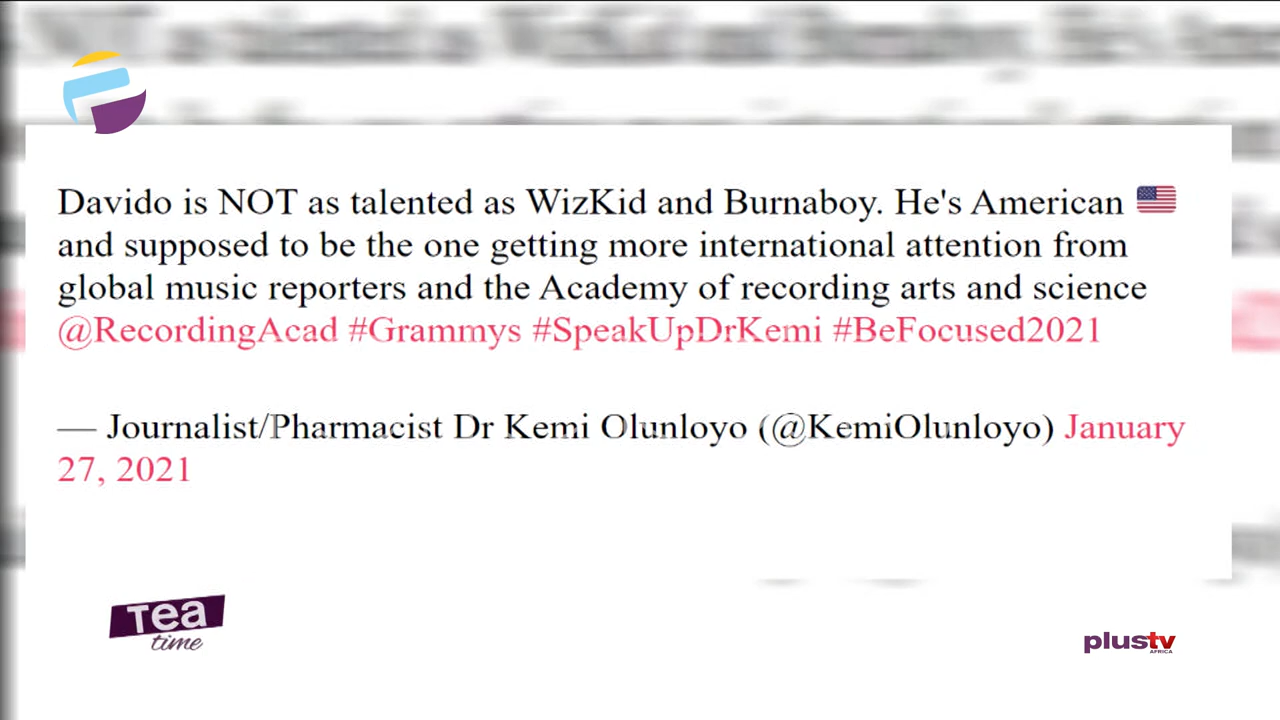 Davido is NOT as talented as WizKid and Burnaboy. He's American 🇺🇸
and supposed to be the one getting more international attention from
global music reporters and the Academy of recording arts and science
@RecordingAcad #Grammys #SpeakUpDrKemi #BeFocused2021
— Journalist/Pharmacist Dr Kemi Olunloyo (@KemiOlunloyo) January
27, 2021
Tea
time
plustv
AFRICA